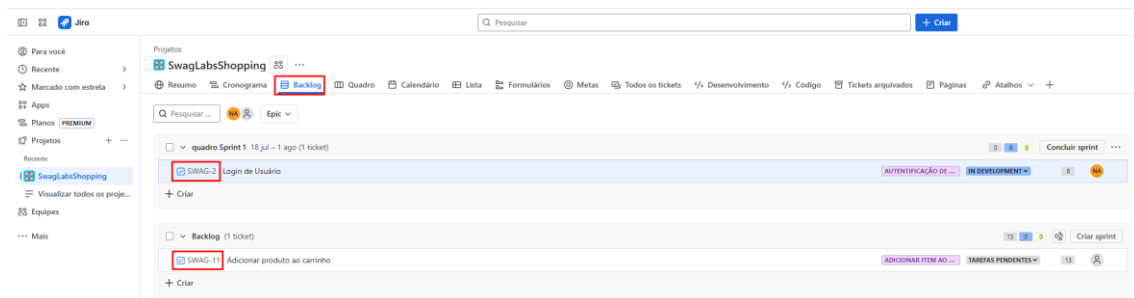 Jira
Pesquisar
+ Criar
Para você
Recente
Marcado com estrela
Apps
Planos PREMIUM
Projetos
Recente
SwagLabsShopping
Visualizar todos os proje...
Equipes
Mais
Projetos
SwagLabsShopping
Resumo Cronograma Backlog Quadro Calendário Lista Formulários Metas Todos os tickets Desenvolvimento Código Tickets arquivados Páginas Atalhos
Pesquisar ... NA Epic
quadro Sprint 1 18 jul – 1 ago (1 ticket) 0 8 0 Concluir sprint
SWAG-2 Login de Usuário AUTENTIFICAÇÃO DE ... IN DEVELOPMENT 8 NA
+ Criar
Backlog (1 ticket) 13 0 0 Criar sprint
SWAG-11 Adicionar produto ao carrinho ADICIONAR ITEM AO ... TAREFAS PENDENTES 13
+ Criar